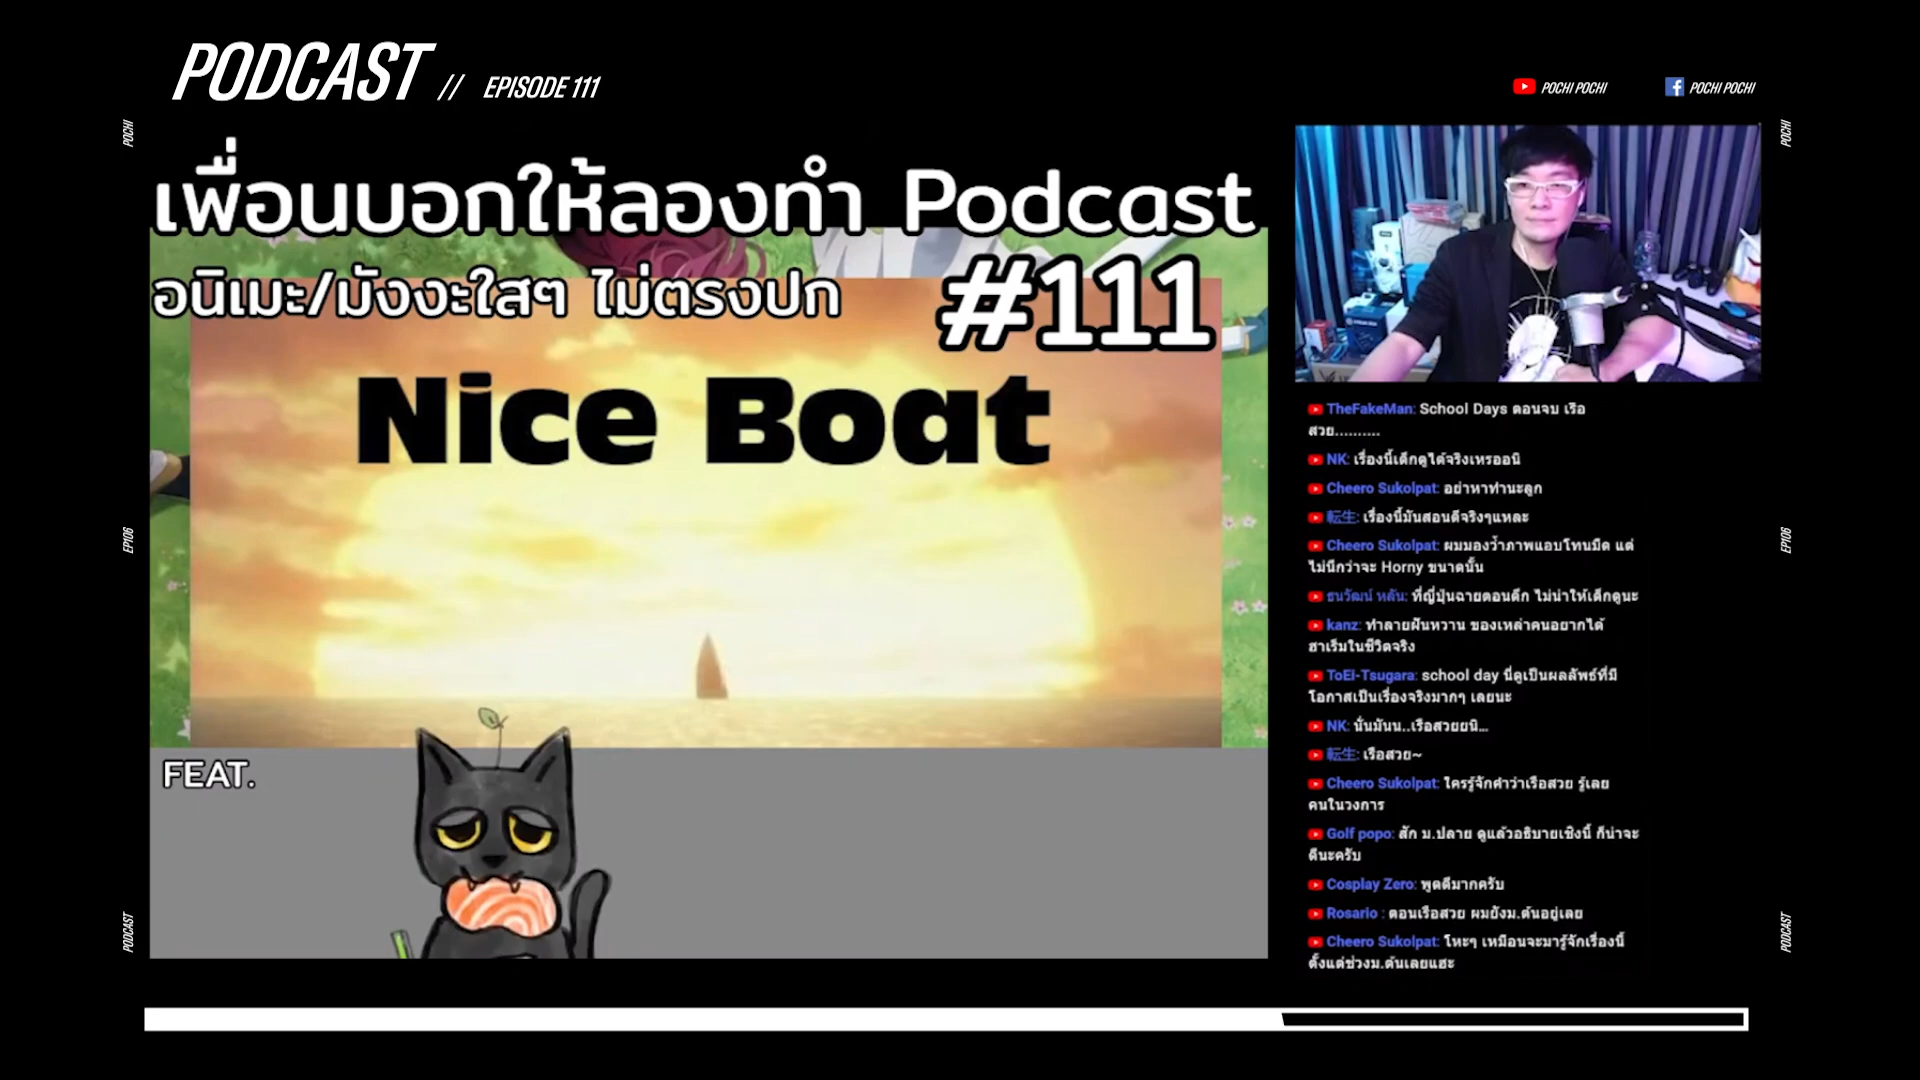 PODCAST // EPISODE 111
POCHI POCHI
POCHI POCHI
POCHI
POCHI
เพื่อนบอกให้ลองทำ Podcast
อนิเมะ/มังงะใสๆ ไม่ตรงปก
#111
Nice Boat
FEAT.
EP106
EP106
PODCAST
PODCAST
TheFakeMan: School Days ตอนจบ เรือ
สวย..........
NK: เรื่องนี้เด็กดูได้จริงเหรออนิ
Cheero Sukolpat: อย่าหาทำนะลูก
転生: เรื่องนี้มันสอนดีจริงๆแหละ
Cheero Sukolpat: ผมมองว่าภาพแอบโทนมืด แต่
ไม่นึกว่าจะ Horny ขนาดนั้น
ธนวัฒน์ หลัน: ที่ญี่ปุ่นฉายตอนดึก ไม่น่าให้เด็กดูนะ
kanz: ทำลายฝันหวาน ของเหล่าคนอยากได้
ฮาเร็มในชีวิตจริง
ToEI-Tsugara: school day นี่ดูเป็นผลลัพธ์ที่มี
โอกาสเป็นเรื่องจริงมากๆ เลยนะ
NK: นั่นมันน..เรือสวยยนิ...
転生: เรือสวย~
Cheero Sukolpat: ใครรู้จักคำว่าเรือสวย รู้เลย
คนในวงการ
Golf popo: สัก ม.ปลาย ดูแล้วอธิบายเชิงนี้ ก็น่าจะ
ดีนะครับ
Cosplay Zero: พูดดีมากครับ
Rosario : ตอนเรือสวย ผมยังม.ต้นอยู่เลย
Cheero Sukolpat: โหะๆ เหมือนจะมารู้จักเรื่องนี้
ตั้งแต่ช่วงม.ต้นเลยแฮะ